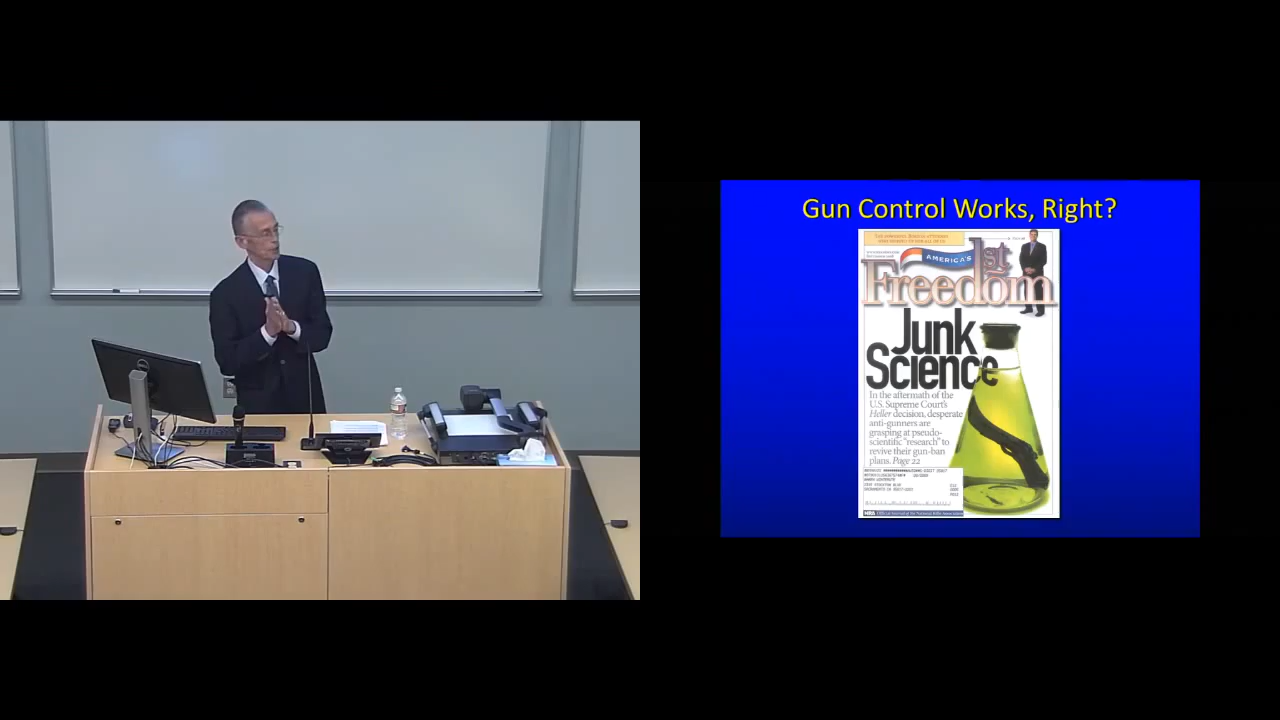 Gun Control Works, Right?
AMERICA'S
1st
Freedom
Junk
Science
In the aftermath of the
U.S. Supreme Court's
Heller decision, desperate
anti-gunners are
grasping at pseudo-
scientific "research" to
revive their gun-ban
plans. Page 22
NRA